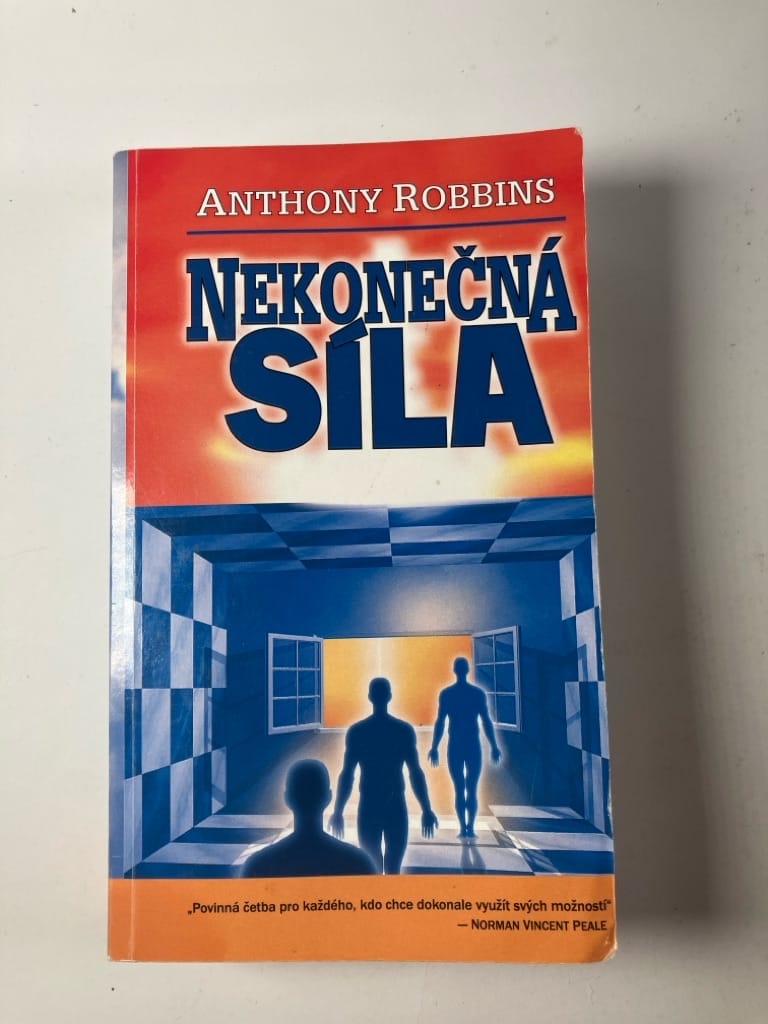 ANTHONY ROBBINS
NEKONEČNÁ
SÍLA
„Povinná četba pro každého, kdo chce dokonale využít svých možností“
— NORMAN VINCENT PEALE